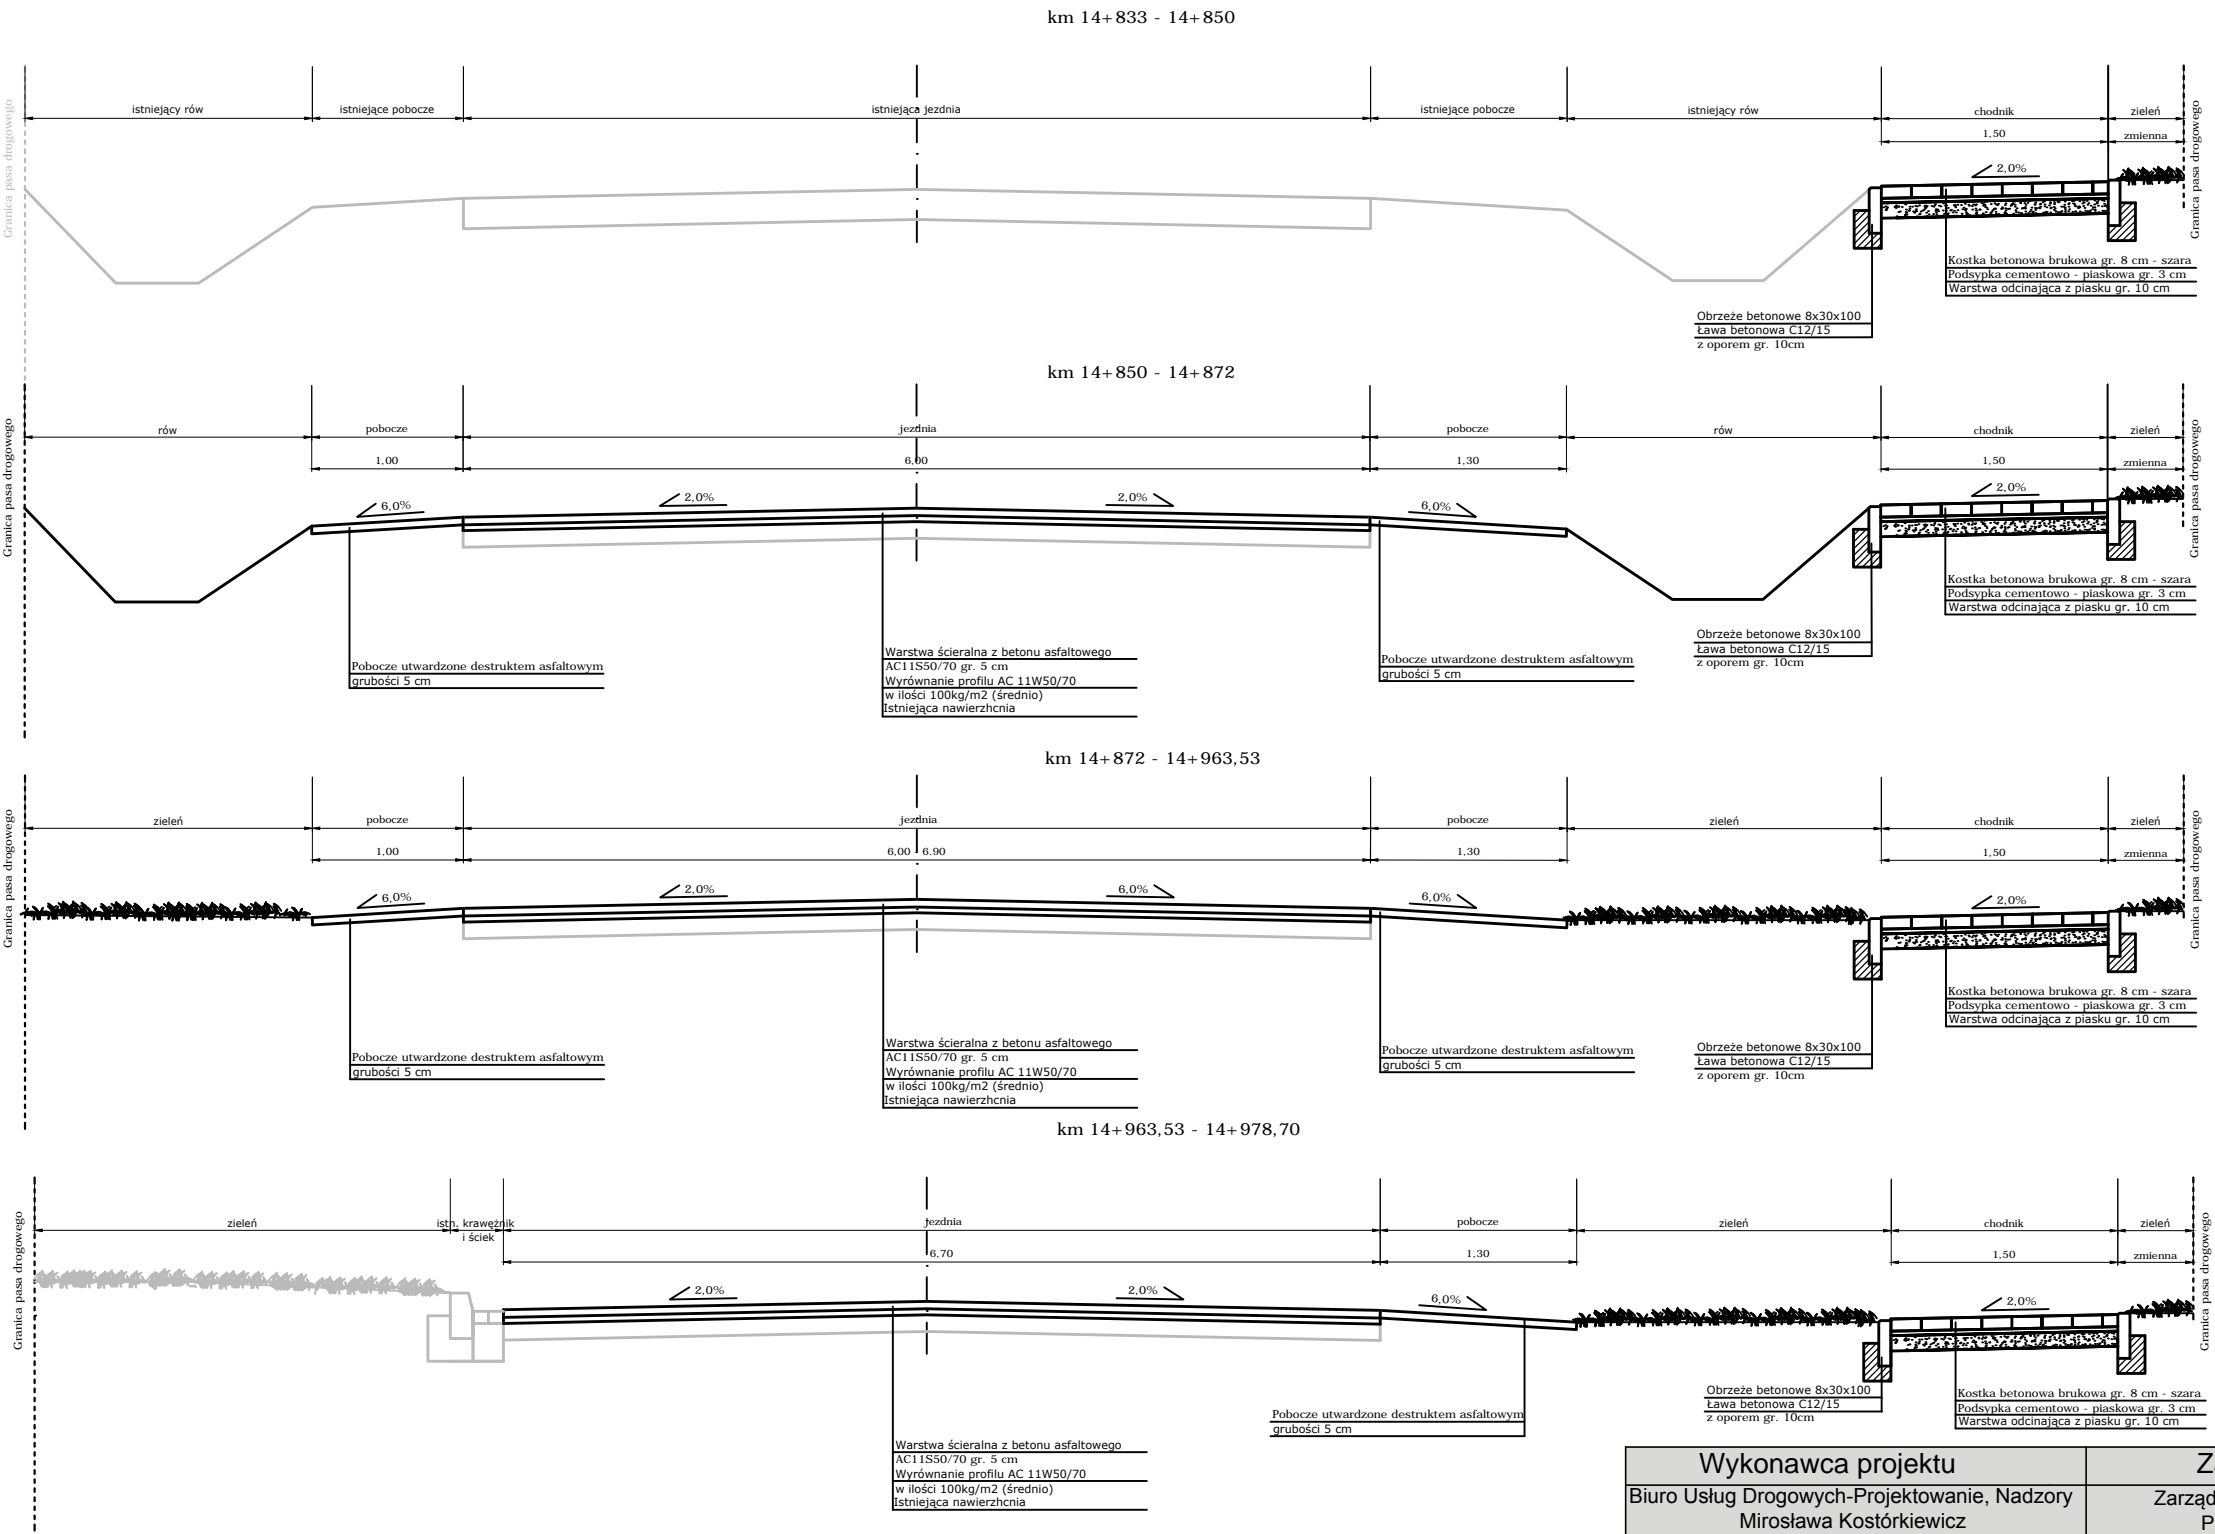 km 14+833 - 14+850
Granica pasa drogowego
istniejący rów
istniejące pobocze
istniejąca jezdnia
istniejące pobocze
istniejący rów
chodnik
zieleń
1,50
zmienna
2,0%
Granica pasa drogowego
Kostka betonowa brukowa gr. 8 cm - szara
Podsypka cementowo - piaskowa gr. 3 cm
Warstwa odcinająca z piasku gr. 10 cm
Obrzeże betonowe 8x30x100
Ława betonowa C12/15
z oporem gr. 10cm
km 14+850 - 14+872
Granica pasa drogowego
rów
pobocze
jezdnia
pobocze
rów
chodnik
zieleń
1,00
6,00
1,30
1,50
zmienna
6,0%
2,0%
2,0%
6,0%
2,0%
Granica pasa drogowego
Kostka betonowa brukowa gr. 8 cm - szara
Podsypka cementowo - piaskowa gr. 3 cm
Warstwa odcinająca z piasku gr. 10 cm
Obrzeże betonowe 8x30x100
Ława betonowa C12/15
z oporem gr. 10cm
Pobocze utwardzone destruktem asfaltowym
grubości 5 cm
Warstwa ścieralna z betonu asfaltowego
AC11S50/70 gr. 5 cm
Wyrównanie profilu AC 11W50/70
w ilości 100kg/m2 (średnio)
Istniejąca nawierzhcnia
Pobocze utwardzone destruktem asfaltowym
grubości 5 cm
km 14+872 - 14+963,53
Granica pasa drogowego
zieleń
pobocze
jezdnia
pobocze
zieleń
chodnik
zieleń
1,00
6,00 - 6.90
1,30
1,50
zmienna
6,0%
2,0%
6,0%
6,0%
2,0%
Granica pasa drogowego
Kostka betonowa brukowa gr. 8 cm - szara
Podsypka cementowo - piaskowa gr. 3 cm
Warstwa odcinająca z piasku gr. 10 cm
Obrzeże betonowe 8x30x100
Ława betonowa C12/15
z oporem gr. 10cm
Pobocze utwardzone destruktem asfaltowym
grubości 5 cm
Warstwa ścieralna z betonu asfaltowego
AC11S50/70 gr. 5 cm
Wyrównanie profilu AC 11W50/70
w ilości 100kg/m2 (średnio)
Istniejąca nawierzhcnia
Pobocze utwardzone destruktem asfaltowym
grubości 5 cm
km 14+963,53 - 14+978,70
Granica pasa drogowego
zieleń
istn. krawężnik
i ściek
jezdnia
pobocze
zieleń
chodnik
zieleń
6,70
1,30
1,50
zmienna
2,0%
2,0%
6,0%
2,0%
Granica pasa drogowego
Obrzeże betonowe 8x30x100
Ława betonowa C12/15
z oporem gr. 10cm
Kostka betonowa brukowa gr. 8 cm - szara
Podsypka cementowo - piaskowa gr. 3 cm
Warstwa odcinająca z piasku gr. 10 cm
Pobocze utwardzone destruktem asfaltowym
grubości 5 cm
Warstwa ścieralna z betonu asfaltowego
AC11S50/70 gr. 5 cm
Wyrównanie profilu AC 11W50/70
w ilości 100kg/m2 (średnio)
Istniejąca nawierzhcnia
Wykonawca projektu
Biuro Usług Drogowych-Projektowanie, Nadzory
Mirosława Kostórkiewicz
Za
Zarząd
P